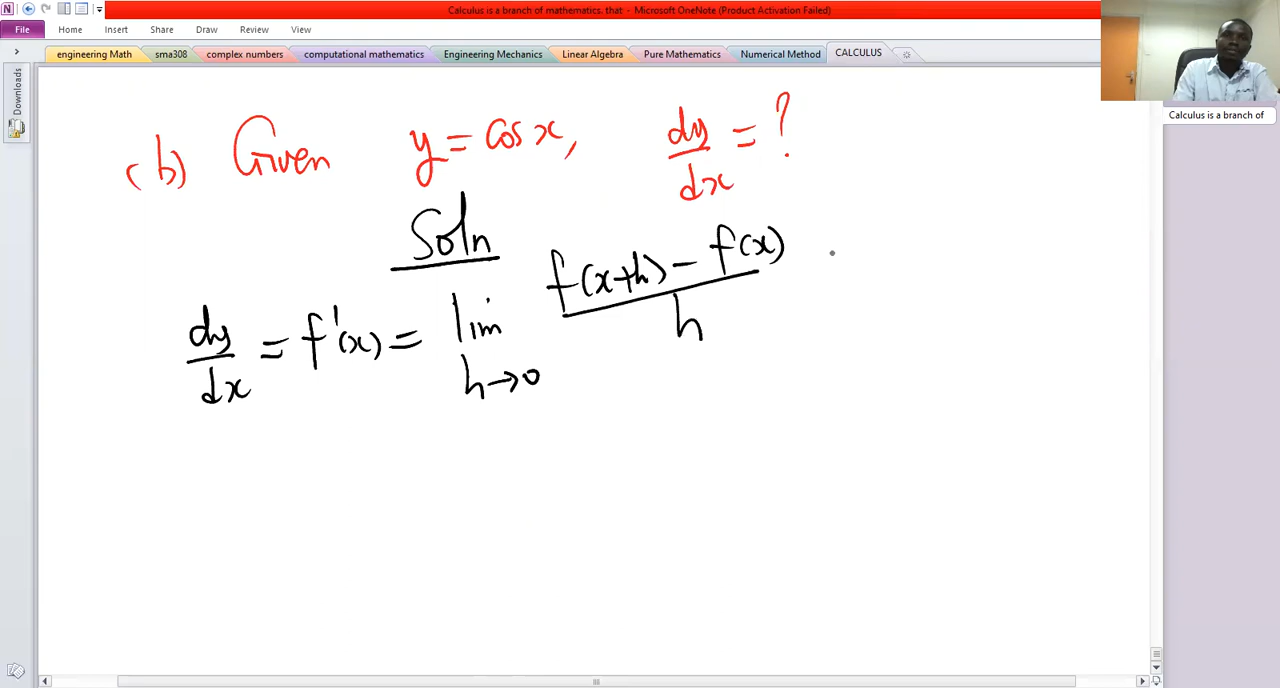 Calculus is a branch of mathematics. that - Microsoft OneNote (Product Activation Failed)
File Home Insert Share Draw Review View
engineering Math sma308 complex numbers computational mathematics Engineering Mechanics Linear Algebra Pure Mathematics Numerical Method CALCULUS
Downloads
Calculus is a branch of
(b) Given y = cos x, dy/dx = ?
Soln
dy/dx = f'(x) = lim h→0 f(x+h) - f(x) / h